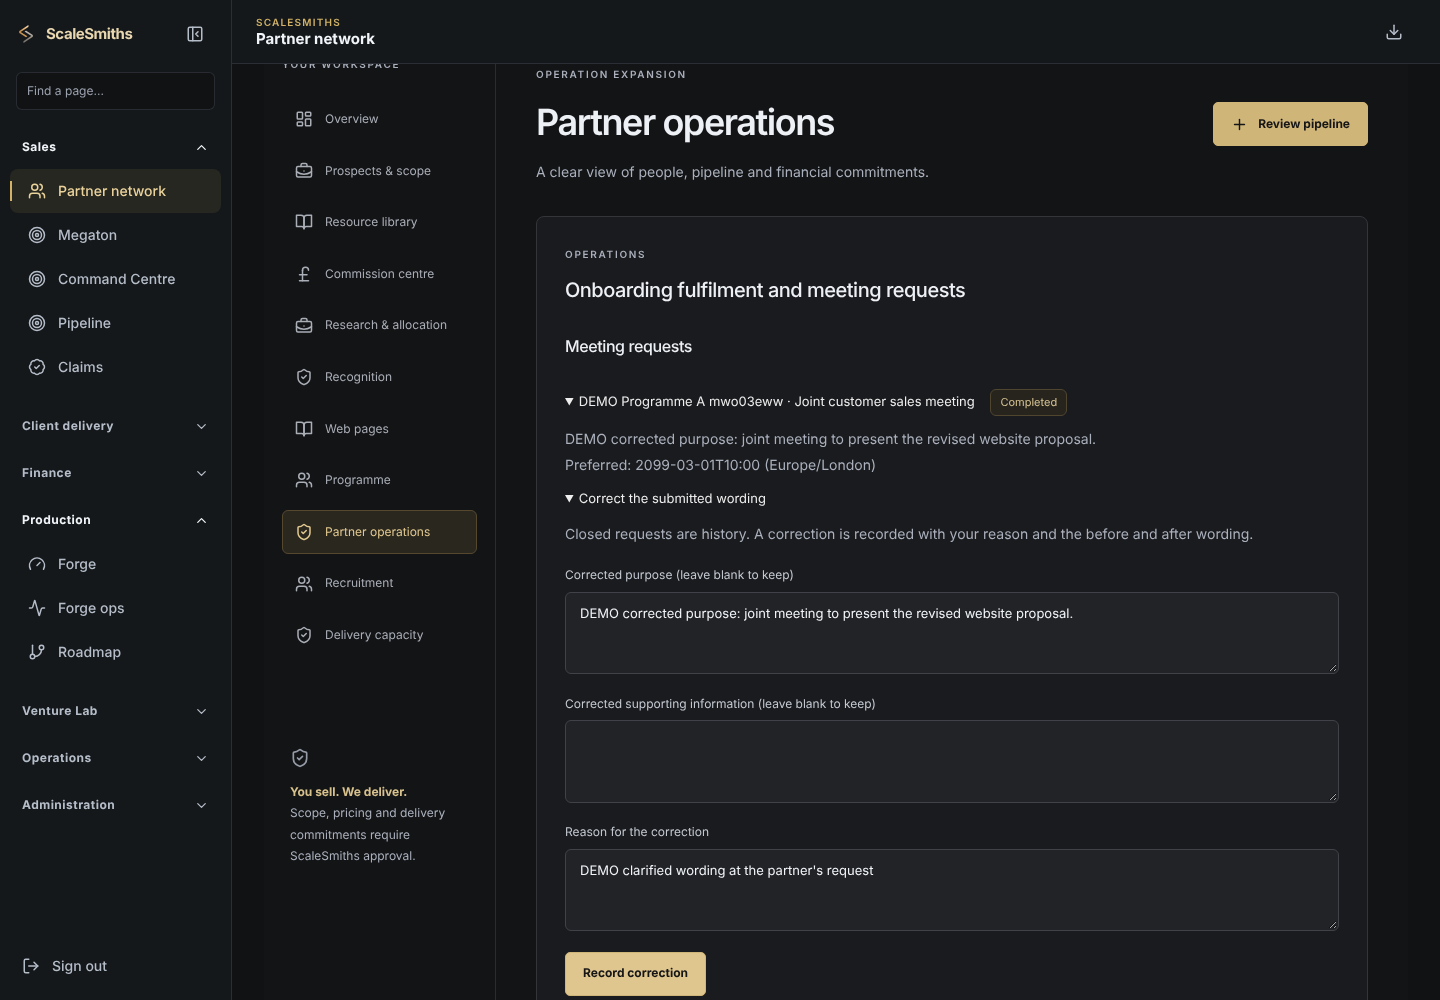 ScaleSmiths
Find a page...
Sales
Partner network
Megaton
Command Centre
Pipeline
Claims
Client delivery
Finance
Production
Forge
Forge ops
Roadmap
Venture Lab
Operations
Administration
Sign out
SCALESMITHS
Partner network
YOUR WORKSPACE
Overview
Prospects & scope
Resource library
Commission centre
Research & allocation
Recognition
Web pages
Programme
Partner operations
Recruitment
Delivery capacity
You sell. We deliver.
Scope, pricing and delivery
commitments require
ScaleSmiths approval.
OPERATION EXPANSION
Partner operations
Review pipeline
A clear view of people, pipeline and financial commitments.
OPERATIONS
Onboarding fulfilment and meeting requests
Meeting requests
DEMO Programme A mwo03eww · Joint customer sales meeting Completed
DEMO corrected purpose: joint meeting to present the revised website proposal.
Preferred: 2099-03-01T10:00 (Europe/London)
Correct the submitted wording
Closed requests are history. A correction is recorded with your reason and the before and after wording.
Corrected purpose (leave blank to keep)
DEMO corrected purpose: joint meeting to present the revised website proposal.
Corrected supporting information (leave blank to keep)
Reason for the correction
DEMO clarified wording at the partner's request
Record correction